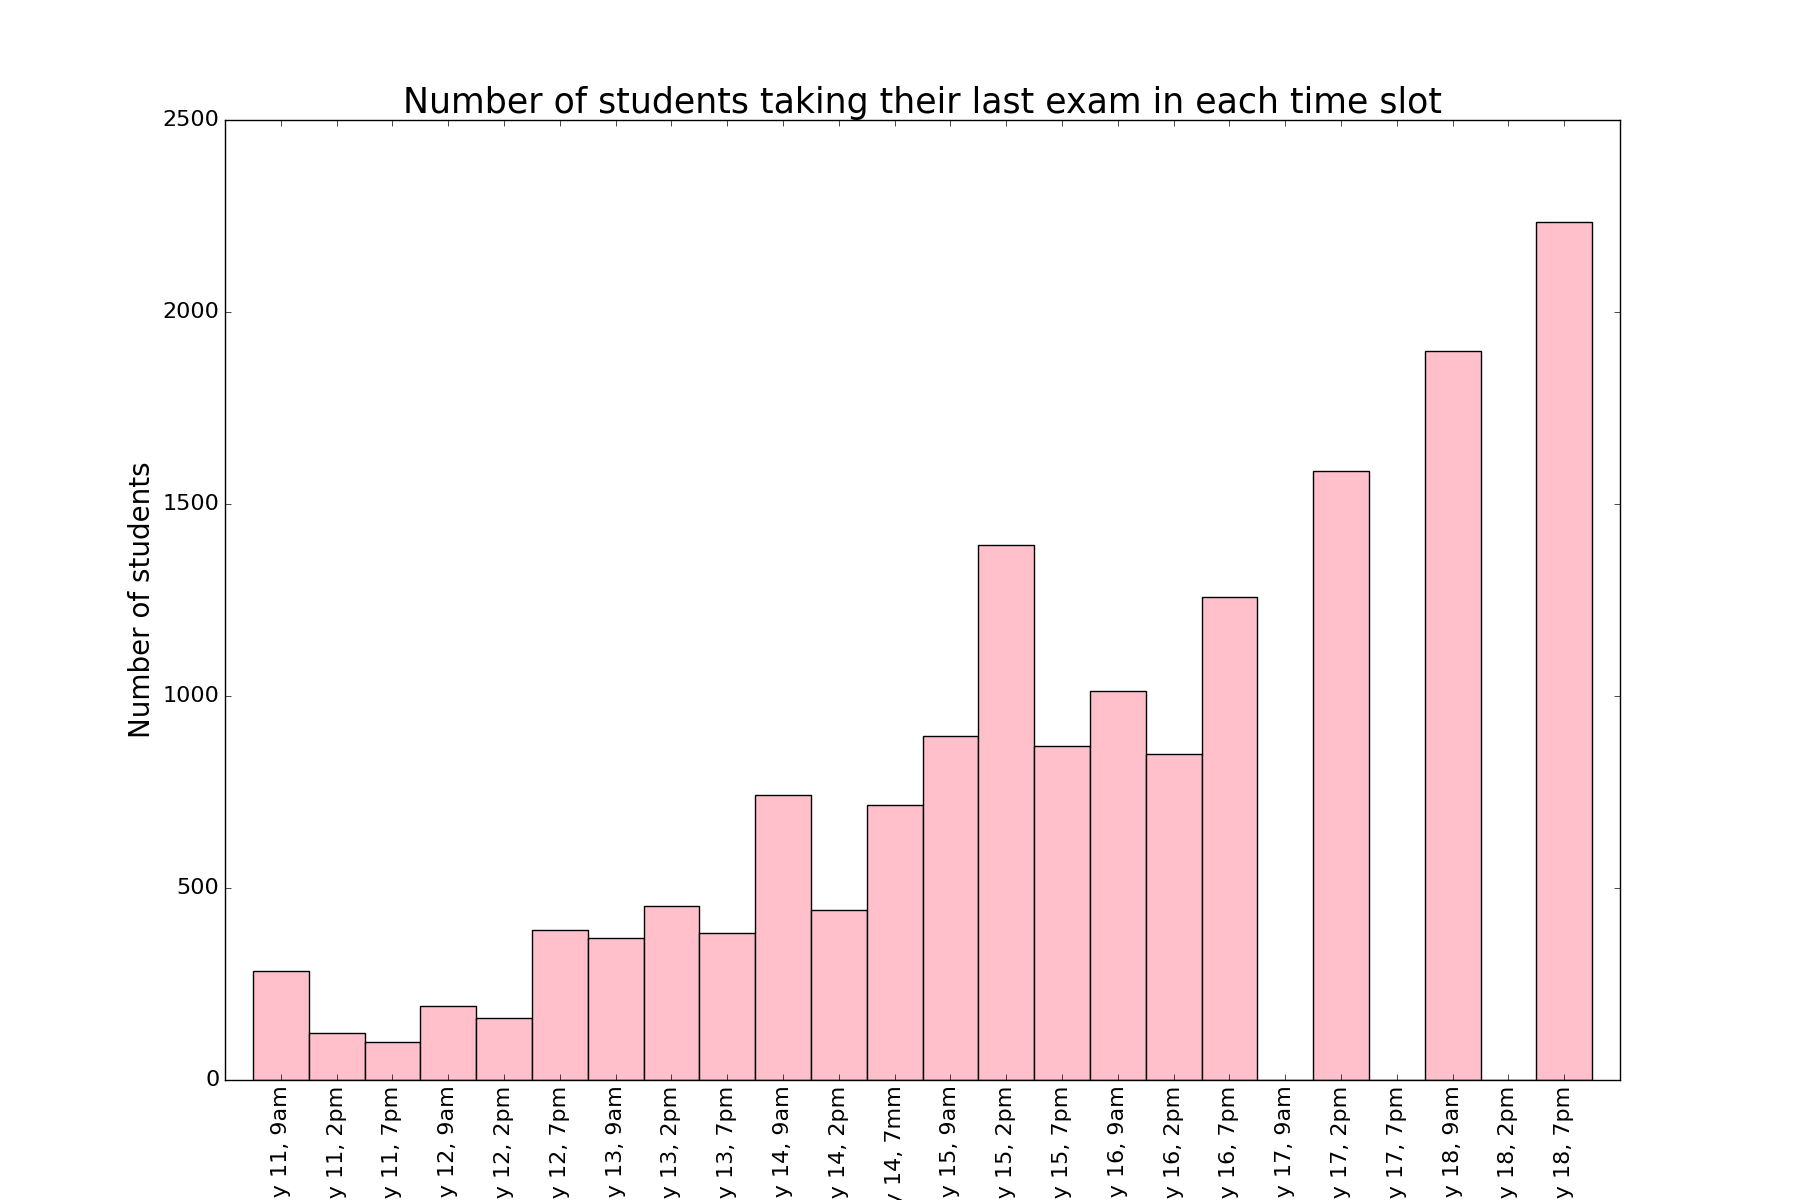 Number of students taking their last exam in each time slot
Number of students
2500
2000
1500
1000
500
0
y 11, 9am
y 11, 2pm
y 11, 7pm
y 12, 9am
y 12, 2pm
y 12, 7pm
y 13, 9am
y 13, 2pm
y 13, 7pm
y 14, 9am
y 14, 2pm
y 14, 7mm
y 15, 9am
y 15, 2pm
y 15, 7pm
y 16, 9am
y 16, 2pm
y 16, 7pm
y 17, 9am
y 17, 2pm
y 17, 7pm
y 18, 9am
y 18, 2pm
y 18, 7pm